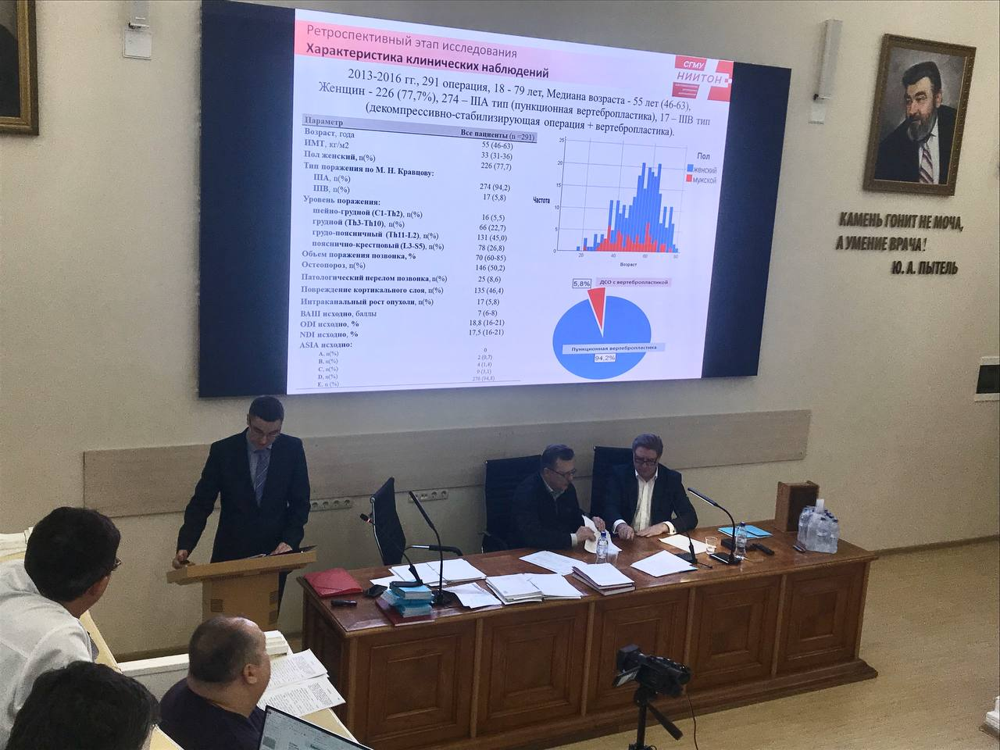 Ретроспективный этап исследования
Характеристика клинических наблюдений
СГМУ
НИИТОН
2013-2016 гг., 291 операция, 18 - 79 лет, Медиана возраста - 55 лет (46-63),
Женщин - 226 (77,7%), 274 – IIIA тип (пункционная вертебропластика), 17 – IIIB тип
(декомпрессивно-стабилизирующая операция + вертебропластика).
Параметр Все пациенты (n =291)
Возраст, года 55 (46-63)
ИМТ, кг/м2 33 (31-36)
Пол женский, n(%) 226 (77,7)
Тип поражения по М. Н. Кравцову:
IIIA, n(%) 274 (94,2)
IIIB, n(%) 17 (5,8)
Уровень поражения:
шейно-грудной (C1-Th2), n(%) 16 (5,5)
грудной (Th3-Th10), n(%) 66 (22,7)
грудо-поясничный (Th11-L2), n(%) 131 (45,0)
пояснично-крестцовый (L3-S5), n(%) 78 (26,8)
Объем поражения позвонка, % 70 (60-85)
Остеопороз, n(%) 146 (50,2)
Патологический перелом позвонка, n(%) 25 (8,6)
Повреждение кортикального слоя, n(%) 135 (46,4)
Интраканальный рост опухоли, n(%) 17 (5,8)
ВАШ исходно, баллы 7 (6-8)
ODI исходно, % 18,8 (16-21)
NDI исходно, % 17,5 (16-21)
ASIA исходно:
A, n(%) 0
B, n(%) 2 (0,7)
C, n(%) 4 (1,4)
D, n(%) 9 (3,1)
E, n (%) 276 (94,8)
Пол
женский
мужской
Частота
25
20
15
10
5
0
20 40 60 80
Возраст
5,8% ДСО с вертебропластикой
Пункционная вертебропластика
94,2%
КАМЕНЬ ГОНИТ НЕ МОЧА,
А УМЕНИЕ ВРАЧА!
Ю. А. ПЫТЕЛЬ